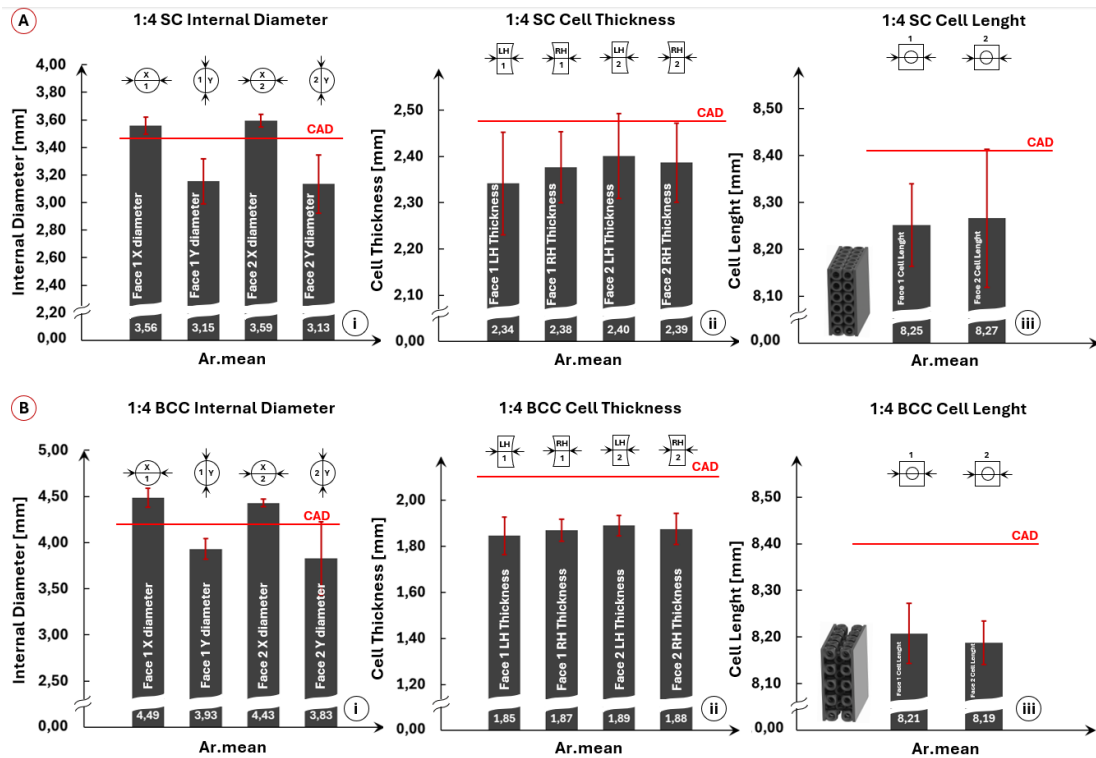 A
1:4 SC Internal Diameter
Internal Diameter [mm]
4,00
3,80
3,60
3,40
3,20
3,00
2,80
2,60
2,40
2,20
0,00
X
1
1 Y
X
2
2 Y
CAD
Face 1 X diameter
Face 1 Y diameter
Face 2 X diameter
Face 2 Y diameter
3,56
3,15
3,59
3,13
i
Ar.mean
1:4 SC Cell Thickness
Cell Thickness [mm]
2,50
2,40
2,30
2,20
2,10
0,00
LH
1
RH
1
LH
2
RH
2
CAD
Face 1 LH Thickness
Face 1 RH Thickness
Face 2 LH Thickness
Face 2 RH Thickness
2,34
2,38
2,40
2,39
ii
Ar.mean
1:4 SC Cell Lenght
Cell Lenght [mm]
8,50
8,40
8,30
8,20
8,10
0,00
1
2
CAD
Face 1 Cell Lenght
Face 2 Cell Lenght
8,25
8,27
iii
Ar.mean
B
1:4 BCC Internal Diameter
Internal Diameter [mm]
5,00
4,50
4,00
3,50
3,00
2,50
0,00
X
1
1 Y
X
2
2 Y
CAD
Face 1 X diameter
Face 1 Y diameter
Face 2 X diameter
Face 2 Y diameter
4,49
3,93
4,43
3,83
i
Ar.mean
1:4 BCC Cell Thickness
Cell Thickness [mm]
2,00
1,80
1,60
1,40
1,20
0,00
LH
1
RH
1
LH
2
RH
2
CAD
Face 1 LH Thickness
Face 1 RH Thickness
Face 2 LH Thickness
Face 2 RH Thickness
1,85
1,87
1,89
1,88
ii
Ar.mean
1:4 BCC Cell Lenght
Cell Lenght [mm]
8,50
8,40
8,30
8,20
8,10
0,00
1
2
CAD
Face 1 Cell Lenght
Face 2 Cell Lenght
8,21
8,19
iii
Ar.mean